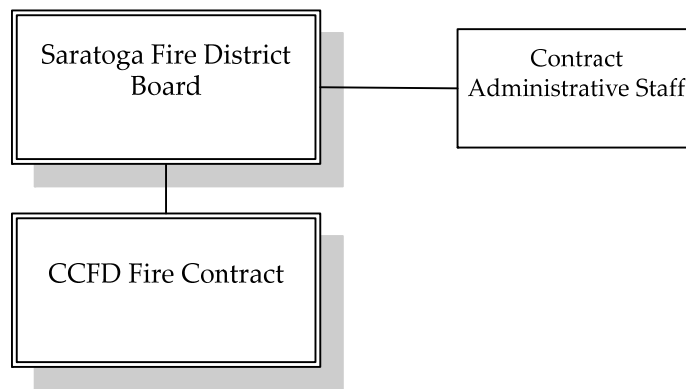 Saratoga Fire District
Board
Contract
Administrative Staff
CCFD Fire Contract